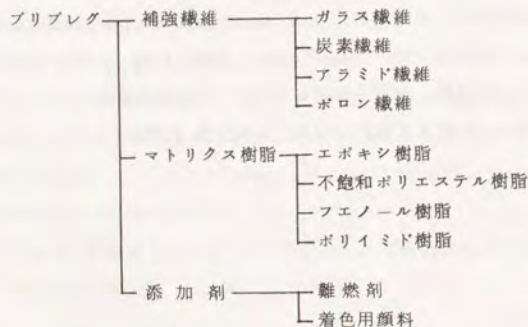 プリプレグ 補強繊維 ガラス繊維
炭素繊維
アラミド繊維
ボロン繊維
マトリクス樹脂 エポキシ樹脂
不飽和ポリエステル樹脂
フエノール樹脂
ポリイミド樹脂
添加剤 難燃剤
着色用顔料